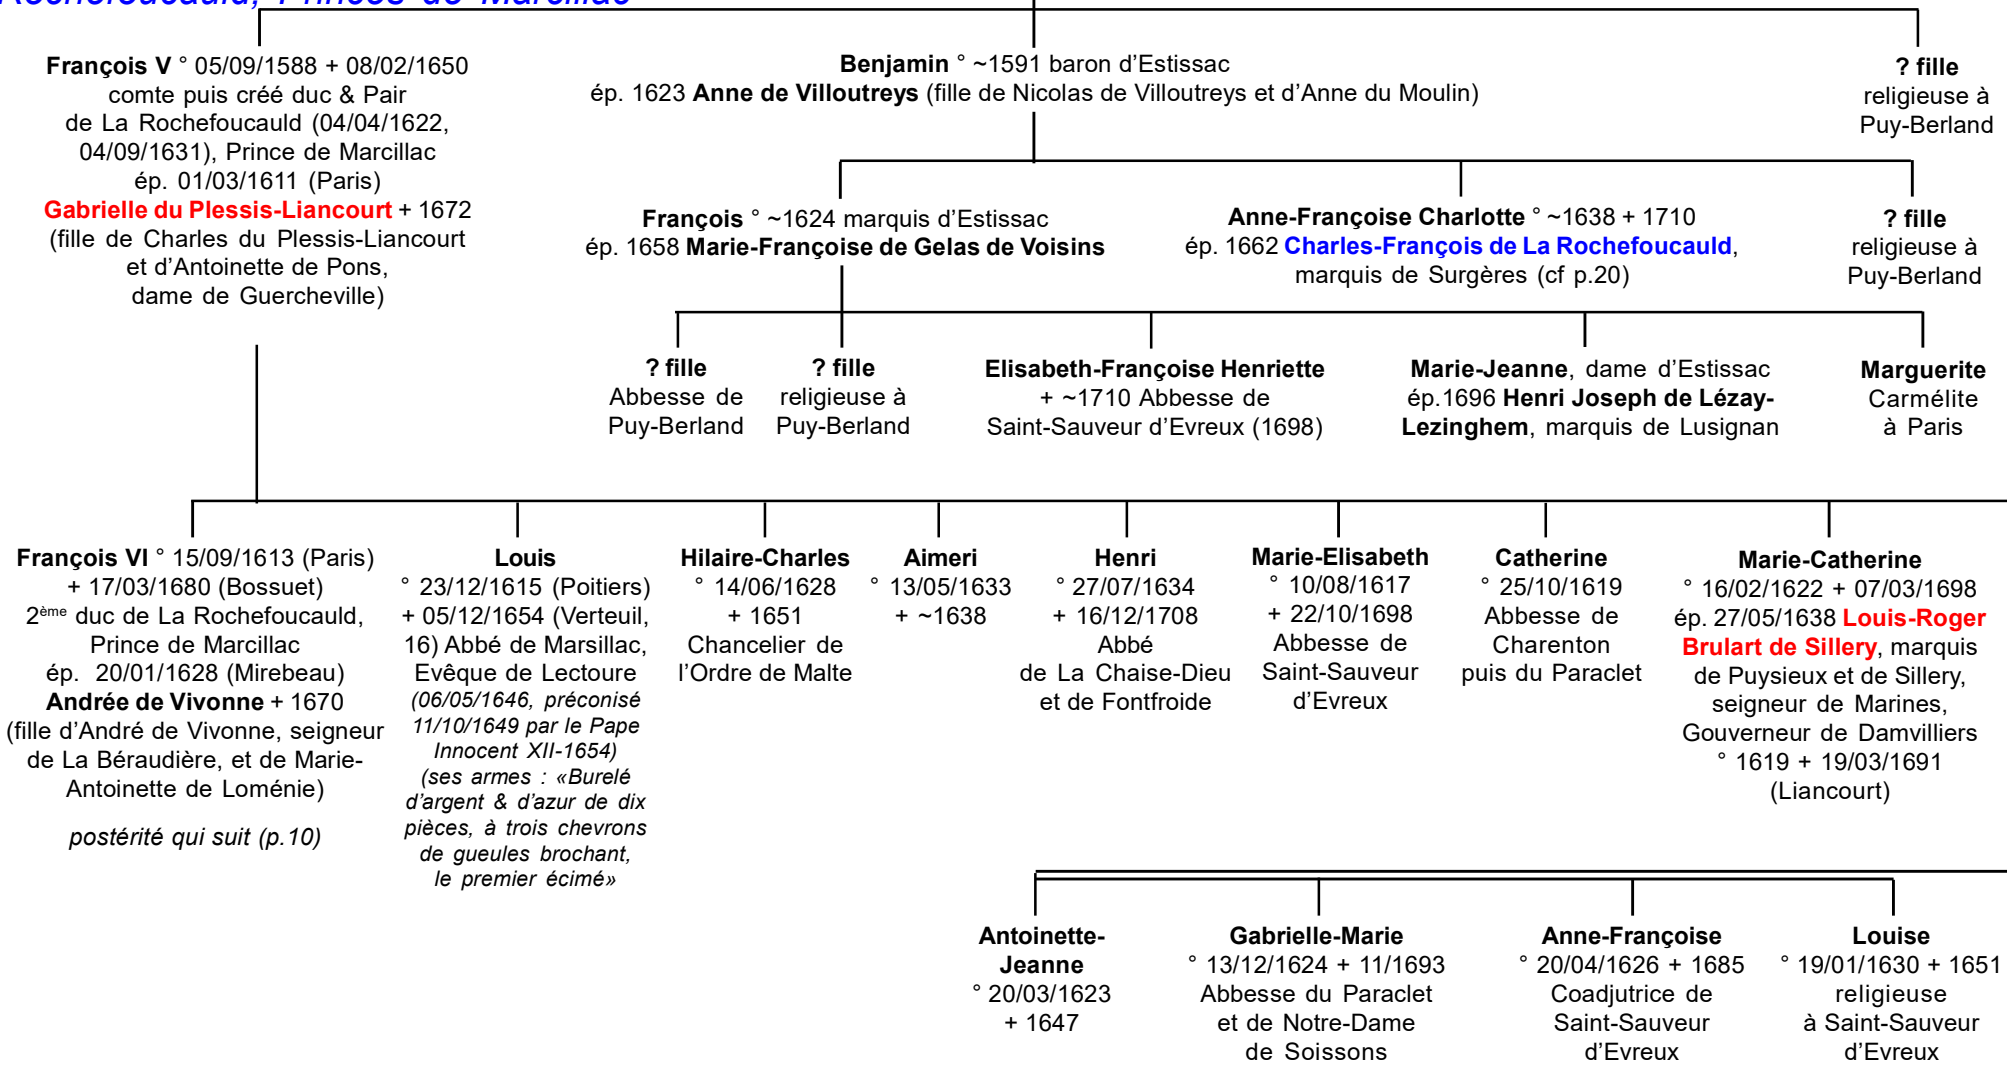 Rochefoucauld, Princes de Marcillac
François V ° 05/09/1588 + 08/02/1650
comte puis créé duc & Pair
de La Rochefoucauld (04/04/1622,
04/09/1631), Prince de Marcillac
ép. 01/03/1611 (Paris)
Gabrielle du Plessis-Liancourt + 1672
(fille de Charles du Plessis-Liancourt
et d'Antoinette de Pons,
dame de Guercheville)
Benjamin ° ~1591 baron d'Estissac
ép. 1623 Anne de Villoutreys (fille de Nicolas de Villoutreys et d'Anne du Moulin)
? fille
religieuse à
Puy-Berland
François ° ~1624 marquis d'Estissac
ép. 1658 Marie-Françoise de Gelas de Voisins
Anne-Françoise Charlotte ° ~1638 + 1710
ép. 1662 Charles-François de La Rochefoucauld,
marquis de Surgères (cf p.20)
? fille
religieuse à
Puy-Berland
? fille
Abbesse de
Puy-Berland
? fille
religieuse à
Puy-Berland
Elisabeth-Françoise Henriette
+ ~1710 Abbesse de
Saint-Sauveur d'Evreux (1698)
Marie-Jeanne, dame d'Estissac
ép.1696 Henri Joseph de Lézay-
Lezinghem, marquis de Lusignan
Marguerite
Carmélite
à Paris
François VI ° 15/09/1613 (Paris)
+ 17/03/1680 (Bossuet)
2ème duc de La Rochefoucauld,
Prince de Marcillac
ép. 20/01/1628 (Mirebeau)
Andrée de Vivonne + 1670
(fille d'André de Vivonne, seigneur
de La Béraudière, et de Marie-
Antoinette de Loménie)
postérité qui suit (p.10)
Louis
° 23/12/1615 (Poitiers)
+ 05/12/1654 (Verteuil,
16) Abbé de Marsillac,
Evêque de Lectoure
(06/05/1646, préconisé
11/10/1649 par le Pape
Innocent XII-1654)
(ses armes : «Burelé
d'argent & d'azur de dix
pièces, à trois chevrons
de gueules brochant,
le premier écimé»
Hilaire-Charles
° 14/06/1628
+ 1651
Chancelier de
l'Ordre de Malte
Aimeri
° 13/05/1633
+ ~1638
Henri
° 27/07/1634
+ 16/12/1708
Abbé
de La Chaise-Dieu
et de Fontfroide
Marie-Elisabeth
° 10/08/1617
+ 22/10/1698
Abbesse de
Saint-Sauveur
d'Evreux
Catherine
° 25/10/1619
Abbesse de
Charenton
puis du Paraclet
Marie-Catherine
° 16/02/1622 + 07/03/1698
ép. 27/05/1638 Louis-Roger
Brulart de Sillery, marquis
de Puysieux et de Sillery,
seigneur de Marines,
Gouverneur de Damvilliers
° 1619 + 19/03/1691
(Liancourt)
Antoinette-
Jeanne
° 20/03/1623
+ 1647
Gabrielle-Marie
° 13/12/1624 + 11/1693
Abbesse du Paraclet
et de Notre-Dame
de Soissons
Anne-Françoise
° 20/04/1626 + 1685
Coadjutrice de
Saint-Sauveur
d'Evreux
Louise
° 19/01/1630 + 1651
religieuse
à Saint-Sauveur
d'Evreux